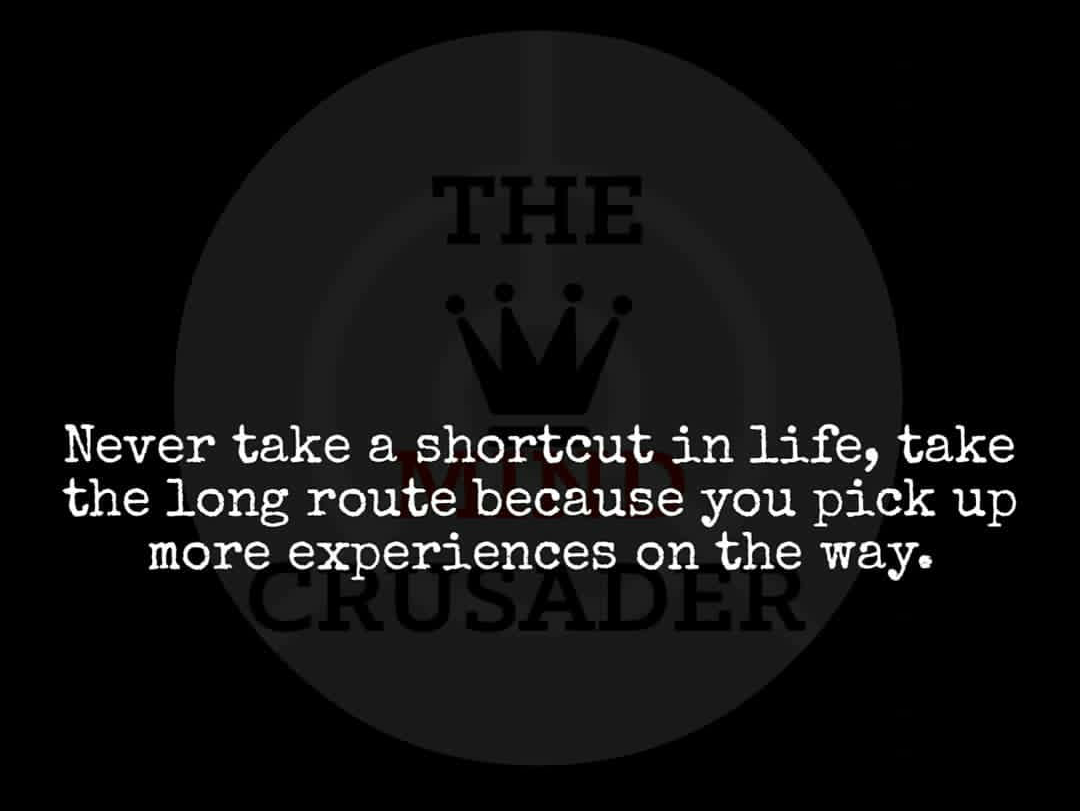 THE
Never take a shortcut in life, take
MIND
the long route because you pick up
more experiences on the way.
CRUSADER